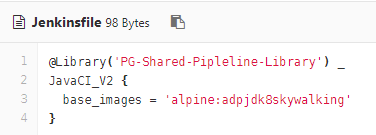 Jenkinsfile 98 Bytes
1 @Library('PG-Shared-Pipleline-Library') _
2 JavaCI_V2 {
3   base_images = 'alpine:adpjdk8skywalking'
4 }